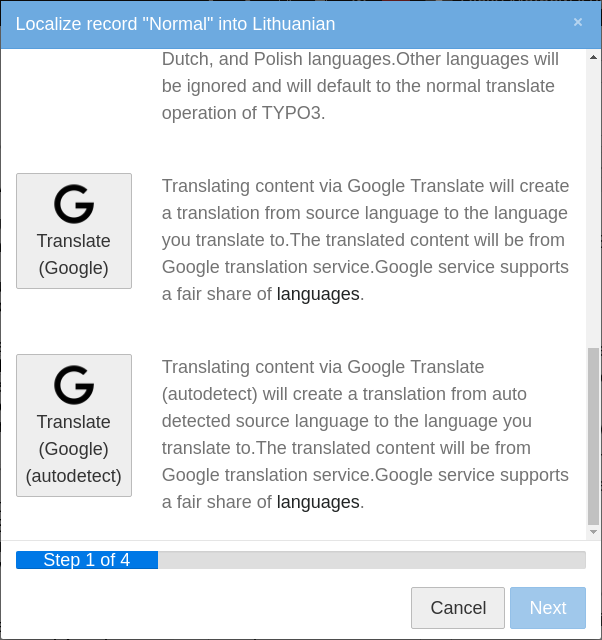 Localize record "Normal" into Lithuanian
×
Dutch, and Polish languages.Other languages will
be ignored and will default to the normal translate
operation of TYPO3.
Translate
(Google)
Translating content via Google Translate will create
a translation from source language to the language
you translate to.The translated content will be from
Google translation service.Google service supports
a fair share of languages.
Translate
(Google)
(autodetect)
Translating content via Google Translate
(autodetect) will create a translation from auto
detected source language to the language you
translate to.The translated content will be from
Google translation service.Google service supports
a fair share of languages.
Step 1 of 4
Cancel
Next